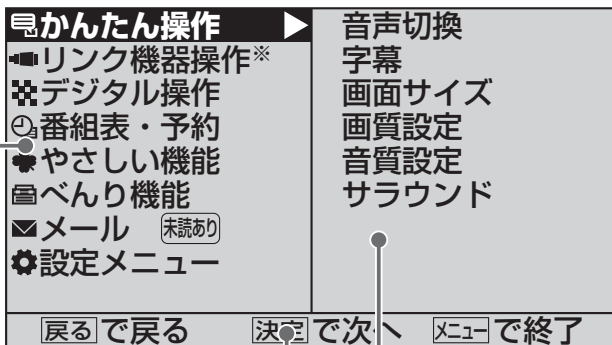 かんたん操作
リンク機器操作※
デジタル操作
番組表・予約
やさしい機能
べんり機能
メール 未読あり
設定メニュー
音声切換
字幕
画面サイズ
画質設定
音質設定
サラウンド
戻る で戻る 決定 で次へ メニュー で終了